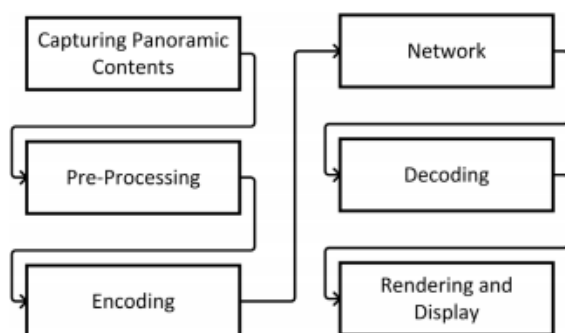 Capturing Panoramic
Contents
Pre-Processing
Encoding
Network
Decoding
Rendering and
Display